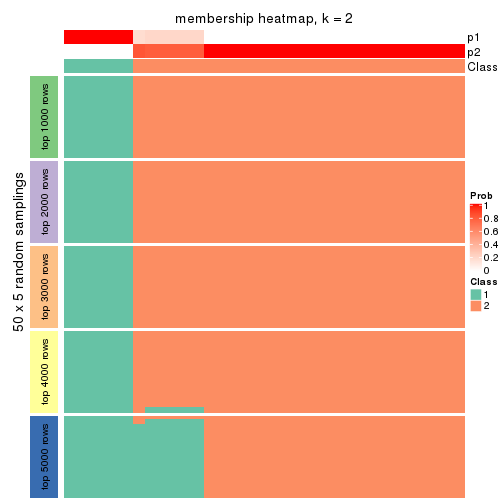 membership heatmap, k = 2
p1
p2
Class
50 x 5 random samplings
top 1000 rows
top 2000 rows
top 3000 rows
top 4000 rows
top 5000 rows
Prob
1
0.8
0.6
0.4
0.2
0
Class
1
2